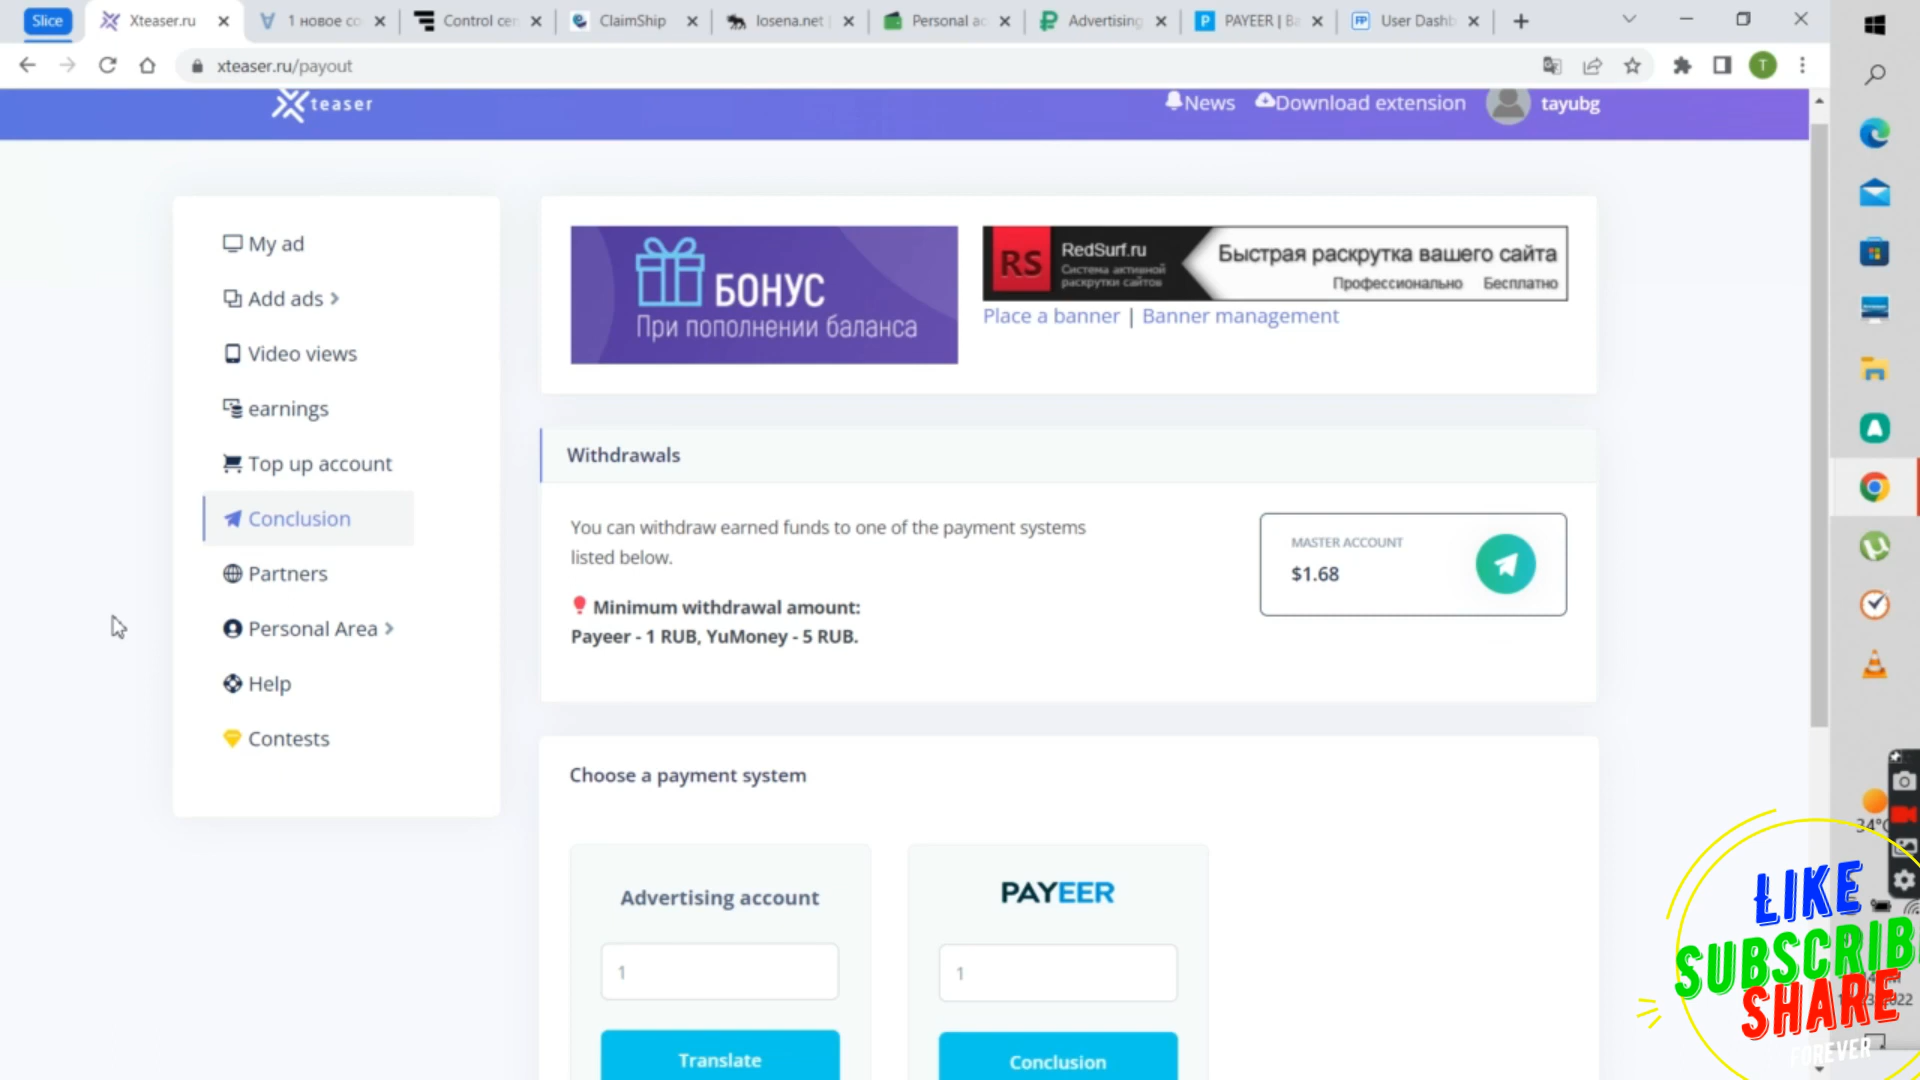 Slice
Xteaser.ru
1 новое со
Control cen
ClaimShip
losena.net |
Personal ac
Advertising
PAYEER | Ba
User Dashb
xteaser.ru/payout
T
teaser
News
Download extension
tayubg
My ad
Add ads
Video views
earnings
Top up account
Conclusion
Partners
Personal Area
Help
Contests
БОНУС
При пополнении баланса
RS
RedSurf.ru
Система активной
раскрутки сайтов
Быстрая раскрутка вашего сайта
Профессионально Бесплатно
Place a banner | Banner management
Withdrawals
You can withdraw earned funds to one of the payment systems
listed below.
Minimum withdrawal amount:
Payeer - 1 RUB, YuMoney - 5 RUB.
MASTER ACCOUNT
$1.68
Choose a payment system
Advertising account
1
Translate
PAYEER
1
Conclusion
34°C
LIKE
SUBSCRIB
SHARE
FOREVER